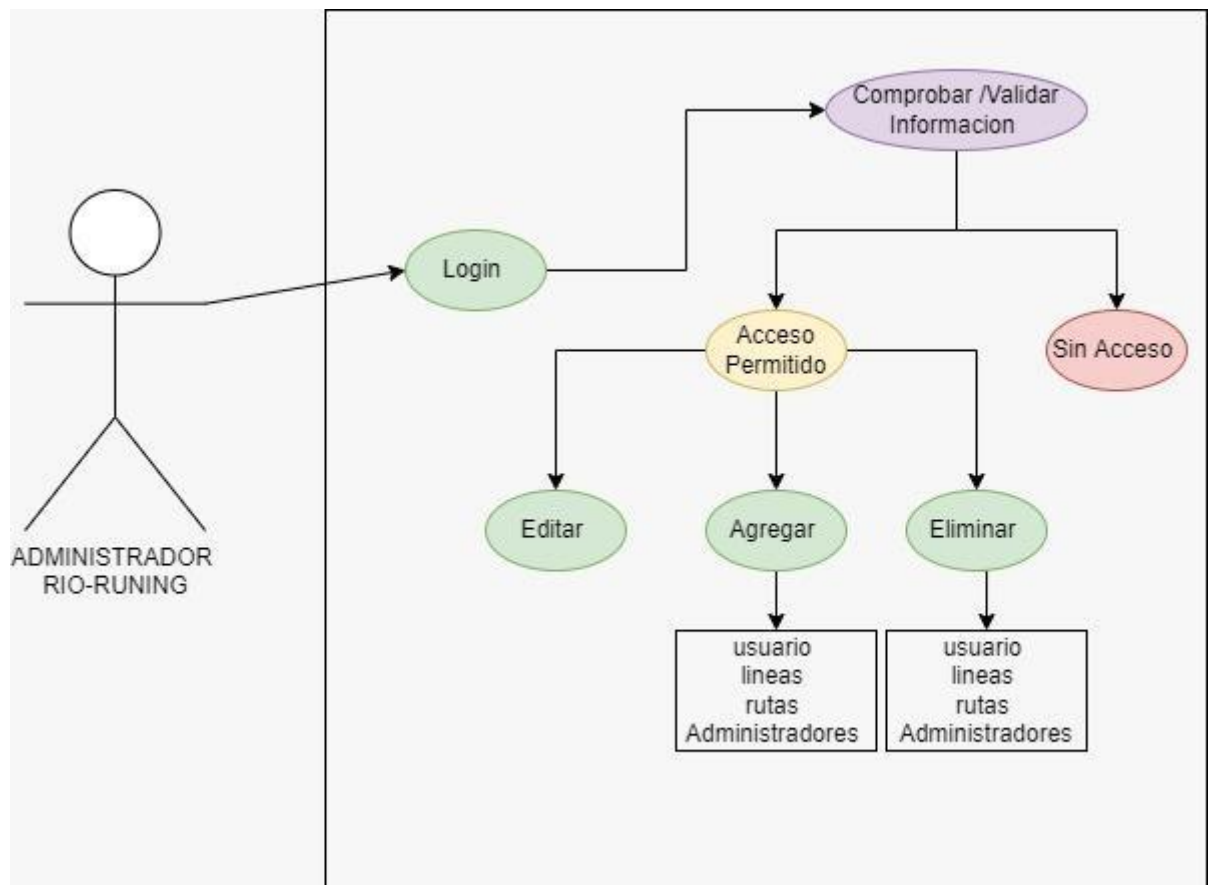 Comprobar /Validar
Informacion
Login
Acceso
Permitido
Sin Acceso
Editar
Agregar
Eliminar
ADMINISTRADOR
RIO-RUNING
usuario
lineas
rutas
Administradores
usuario
lineas
rutas
Administradores